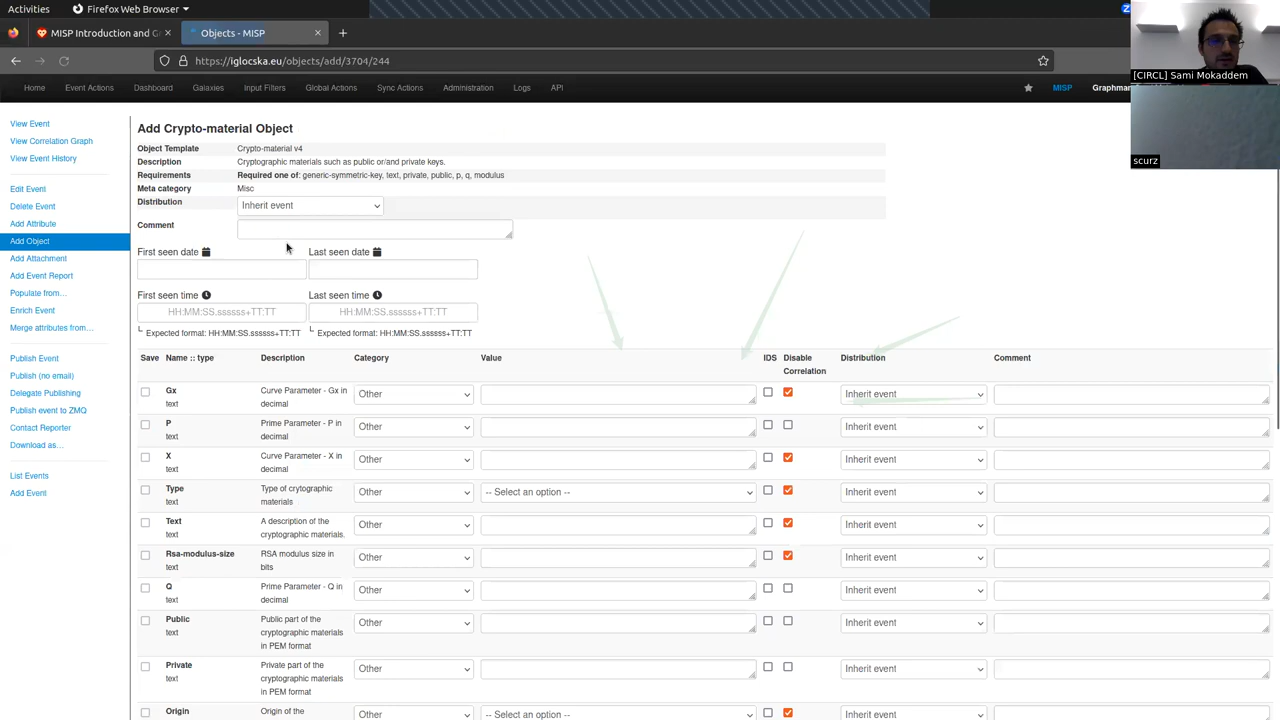 Activities
Firefox Web Browser
MISP Introduction and G
Objects - MISP
https://iglocska.eu/objects/add/3704/244
[CIRCL] Sami Mokaddem
scurz
Home
Event Actions
Dashboard
Galaxies
Input Filters
Global Actions
Sync Actions
Administration
Logs
API
MISP
Graphman
View Event
View Correlation Graph
View Event History
Edit Event
Delete Event
Add Attribute
Add Object
Add Attachment
Add Event Report
Populate from…
Enrich Event
Merge attributes from…
Publish Event
Publish (no email)
Delegate Publishing
Publish event to ZMQ
Contact Reporter
Download as…
List Events
Add Event
Add Crypto-material Object
Object Template Crypto-material v4
Description Cryptographic materials such as public or/and private keys.
Requirements Required one of: generic-symmetric-key, text, private, public, p, q, modulus
Meta category Misc
Distribution Inherit event
Comment
First seen date Last seen date
First seen time Last seen time
HH:MM:SS.ssssss+TT:TT HH:MM:SS.ssssss+TT:TT
Expected format: HH:MM:SS.ssssss+TT:TT Expected format: HH:MM:SS.ssssss+TT:TT
Save Name :: type Description Category Value IDS Disable Correlation Distribution Comment
Gx Curve Parameter - Gx in Other Inherit event
text decimal
P Prime Parameter - P in Other Inherit event
text decimal
X Curve Parameter - X in Other Inherit event
text decimal
Type Type of crytographic Other -- Select an option -- Inherit event
text materials
Text A description of the Other Inherit event
text cryptographic materials.
Rsa-modulus-size RSA modulus size in Other Inherit event
text bits
Q Prime Parameter - Q in Other Inherit event
text decimal
Public Public part of the Other Inherit event
text cryptographic materials
in PEM format
Private Private part of the Other Inherit event
text cryptographic materials
in PEM format
Origin Origin of the Other -- Select an option -- Inherit event
text